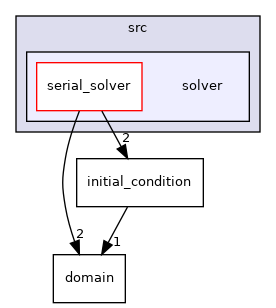 src
serial_solver
solver
2
initial_condition
2
1
domain